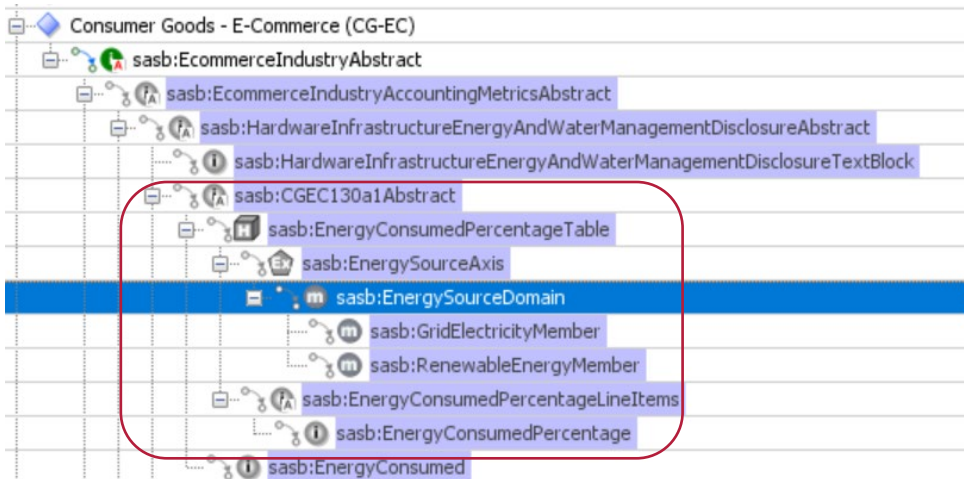 Consumer Goods - E-Commerce (CG-EC)
sasb:EcommerceIndustryAbstract
sasb:EcommerceIndustryAccountingMetricsAbstract
sasb:HardwareInfrastructureEnergyAndWaterManagementDisclosureAbstract
sasb:HardwareInfrastructureEnergyAndWaterManagementDisclosureTextBlock
sasb:CGEC130a1Abstract
sasb:EnergyConsumedPercentageTable
sasb:EnergySourceAxis
sasb:EnergySourceDomain
sasb:GridElectricityMember
sasb:RenewableEnergyMember
sasb:EnergyConsumedPercentageLineItems
sasb:EnergyConsumedPercentage
sasb:EnergyConsumed